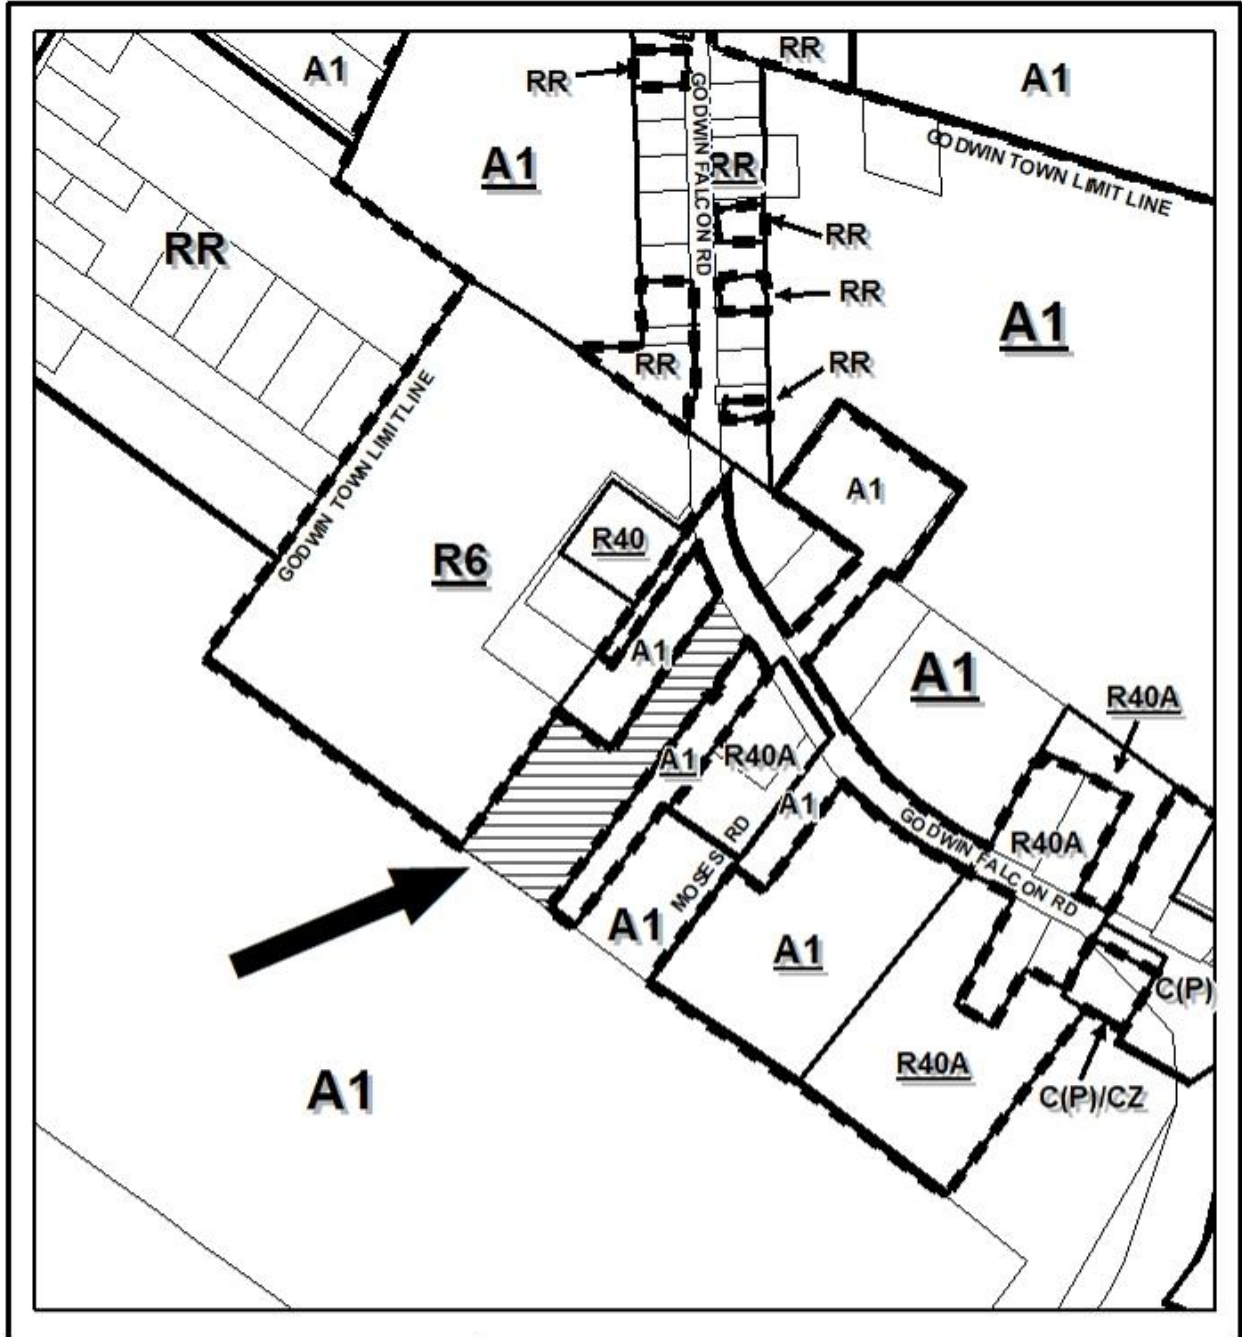 RR
A1
A1
RR
A1
GODWIN FALCON RD
GODWIN TOWN LIMIT LINE
RR
RR
RR
RR
A1
RR
RR
GODWIN TOWN LIMIT LINE
A1
R40
R6
A1
A1
R40A
A1
R40A
A1
R40A
GODWIN FALCON RD
MOSES RD
A1
A1
C(P)
R40A
A1
C(P)/CZ